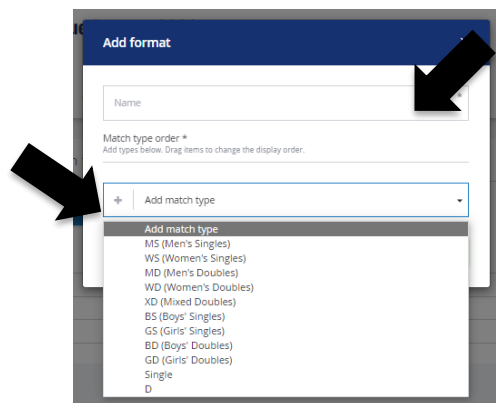 Add format
Name *
Match type order *
Add types below. Drag items to change the display order.
+ Add match type
Add match type
MS (Men's Singles)
WS (Women's Singles)
MD (Men's Doubles)
WD (Women's Doubles)
XD (Mixed Doubles)
BS (Boys' Singles)
GS (Girls' Singles)
BD (Boys' Doubles)
GD (Girls' Doubles)
Single
D